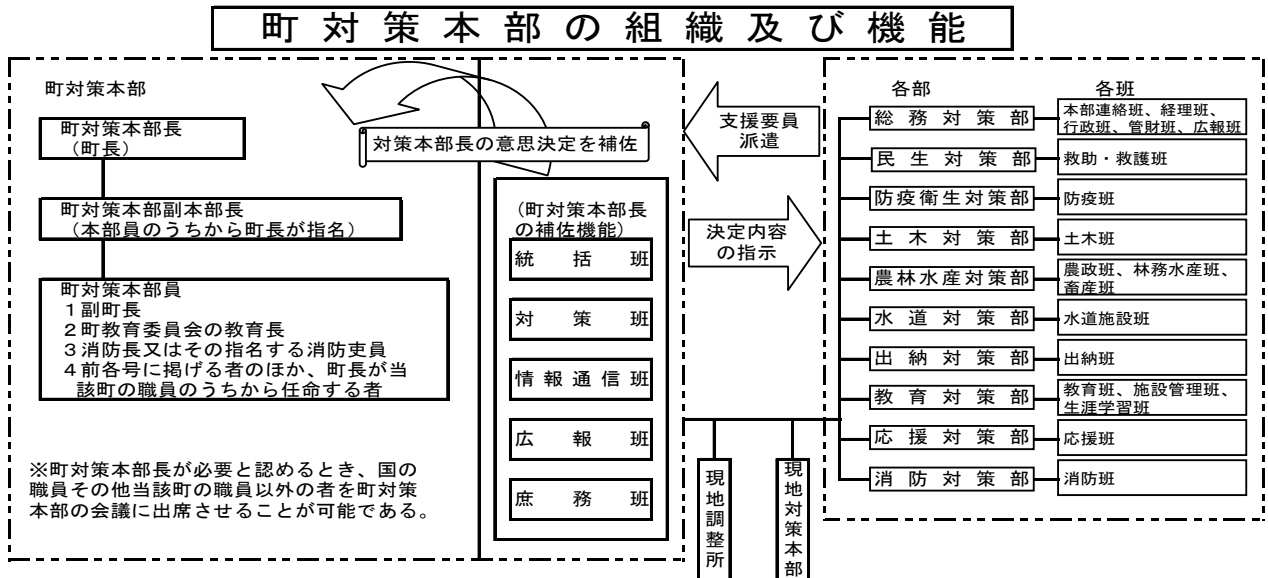 町対策本部の組織及び機能
町対策本部
町対策本部長
(町長)
町対策本部副本部長
(本部員のうちから町長が指名)
町対策本部員
1副町長
2町教育委員会の教育長
3消防長又はその指名する消防吏員
4前各号に掲げる者のほか、町長が当
該町の職員のうちから任命する者
※町対策本部長が必要と認めるとき、国の
職員その他当該町の職員以外の者を町対策
本部の会議に出席させることが可能である。
対策本部長の意思決定を補佐
(町対策本部長
の補佐機能)
統括班
対策班
情報通信班
広報班
庶務班
支援要員
派遣
決定内容
の指示
現地調整所
現地対策本部
各部
各班
総務対策部
本部連絡班、経理班、
行政班、管財班、広報班
民生対策部
救助・救護班
防疫衛生対策部
防疫班
土木対策部
土木班
農林水産対策部
農政班、林務水産班、
畜産班
水道対策部
水道施設班
出納対策部
出納班
教育対策部
教育班、施設管理班、
生涯学習班
応援対策部
応援班
消防対策部
消防班